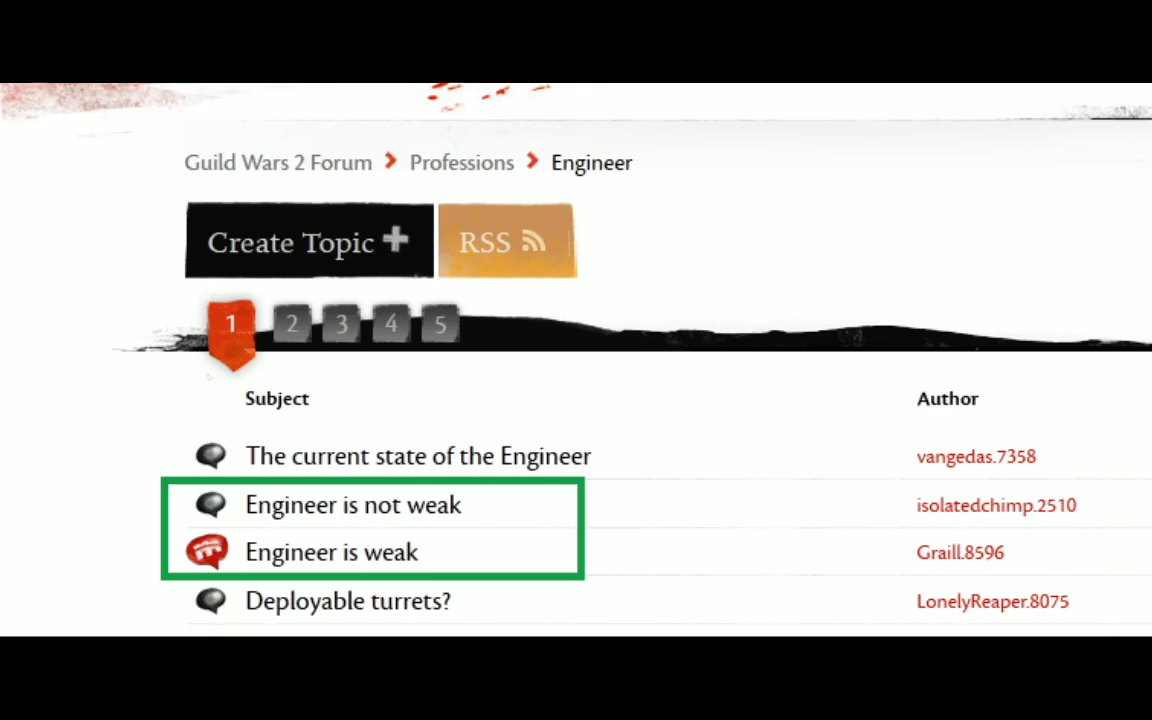 Guild Wars 2 Forum Professions Engineer
Create Topic RSS
1 2 3 4 5
Subject Author
The current state of the Engineer vangedas.7358
Engineer is not weak isolatedchimp.2510
Engineer is weak Graill.8596
Deployable turrets? LonelyReaper.8075